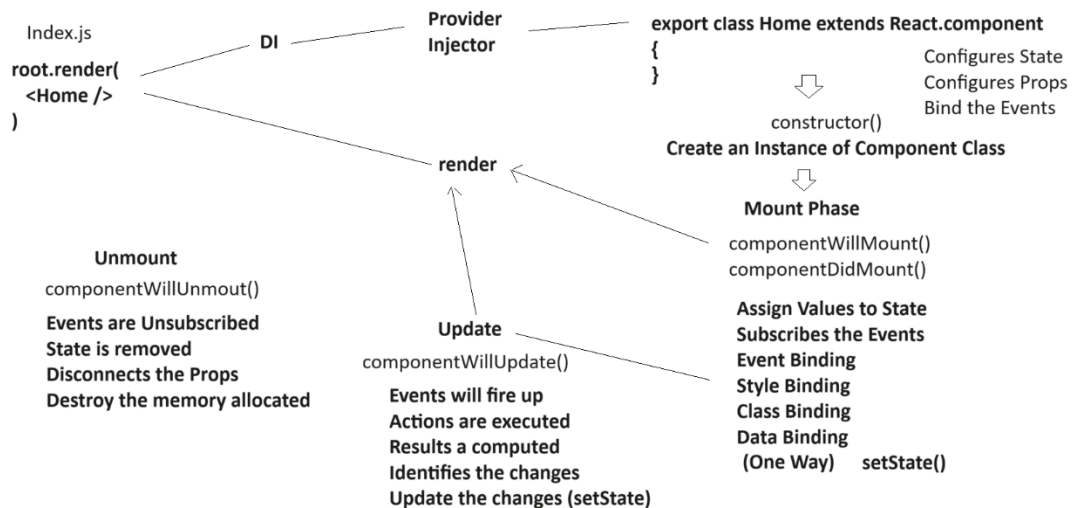 Index.js
root.render(
<Home />
)
DI
Provider
Injector
export class Home extends React.component
{
}
Configures State
Configures Props
Bind the Events
constructor()
Create an Instance of Component Class
render
Mount Phase
componentWillMount()
componentDidMount()
Assign Values to State
Subscribes the Events
Event Binding
Style Binding
Class Binding
Data Binding
(One Way) setState()
Unmount
componentWillUnmout()
Events are Unsubscribed
State is removed
Disconnects the Props
Destroy the memory allocated
Update
componentWillUpdate()
Events will fire up
Actions are executed
Results a computed
Identifies the changes
Update the changes (setState)